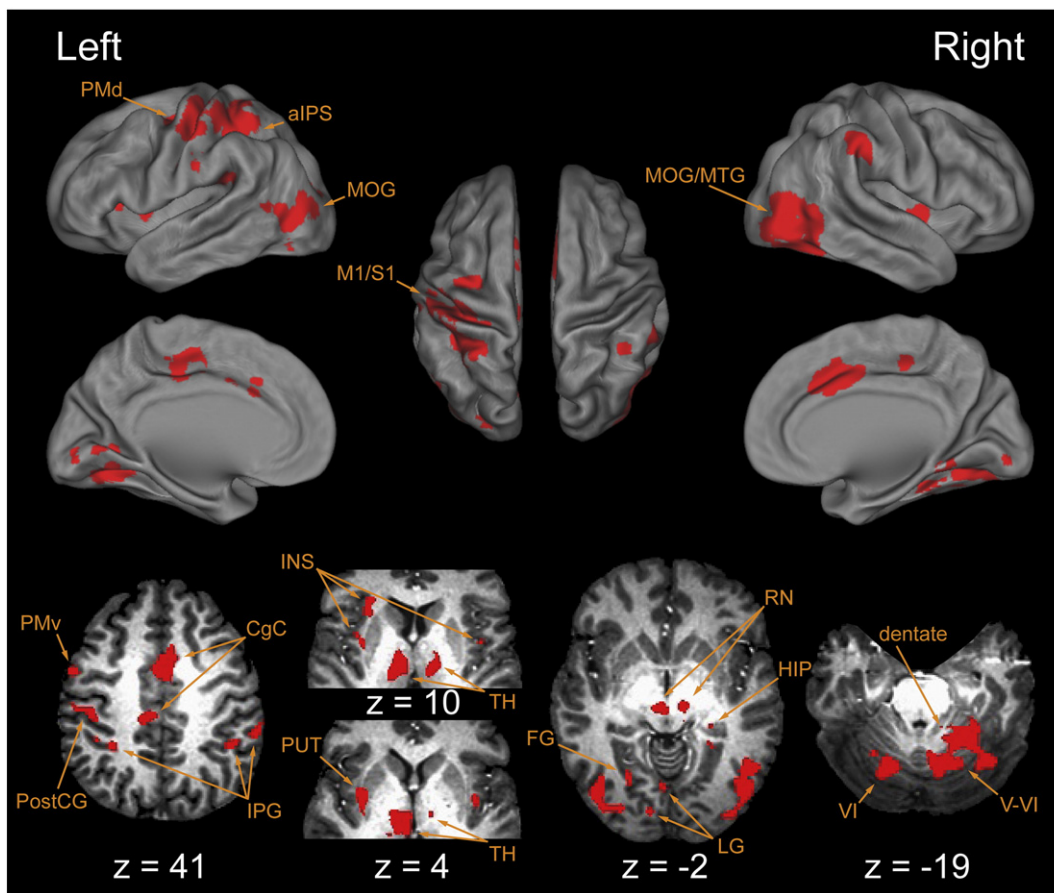 Left
Right
PMd
aIPS
MOG
MOG/MTG
M1/S1
INS
RN
PMv
CgC
dentate
HIP
TH
z = 10
PUT
FG
PostCG
IPG
TH
LG
VI
V-VI
z = 41
z = 4
z = -2
z = -19